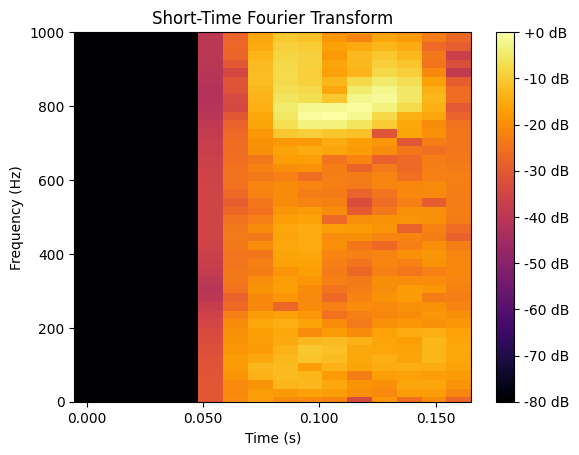 Short-Time Fourier Transform
Frequency (Hz)
1000
800
600
400
200
0
0.000
0.050
0.100
0.150
Time (s)
+0 dB
-10 dB
-20 dB
-30 dB
-40 dB
-50 dB
-60 dB
-70 dB
-80 dB